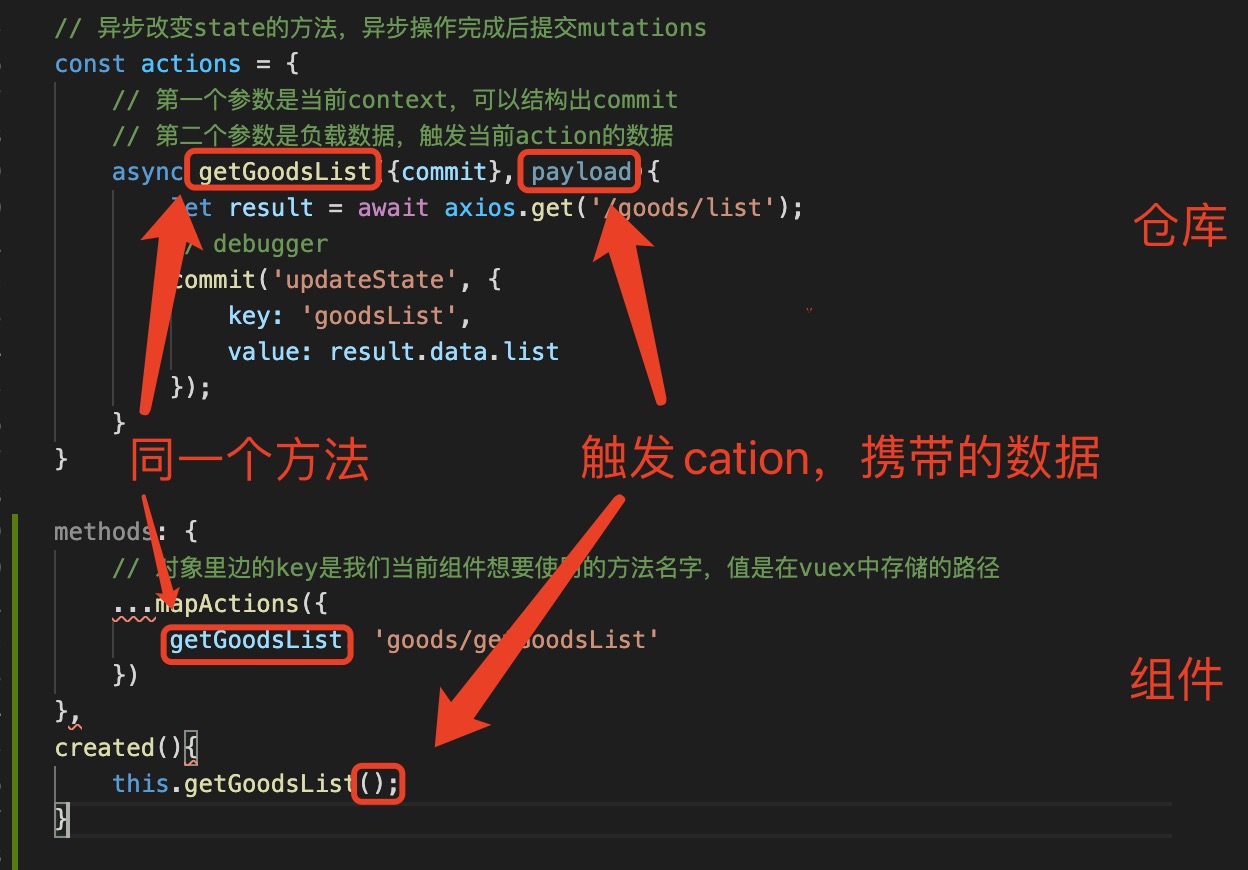 // 异步改变state的方法，异步操作完成后提交mutations
const actions = {
// 第一个参数是当前context，可以结构出commit
// 第二个参数是负载数据，触发当前action的数据
async getGoodsList({commit}, payload){
let result = await axios.get('/goods/list');
// debugger
commit('updateState', {
key: 'goodsList',
value: result.data.list
});
}
}
仓库
同一个方法
触发cation，携带的数据
methods: {
// 对象里边的key是我们当前组件想要使用的方法名字，值是在vuex中存储的路径
...mapActions({
getGoodsList 'goods/getGoodsList'
})
},
组件
created(){
this.getGoodsList();
}